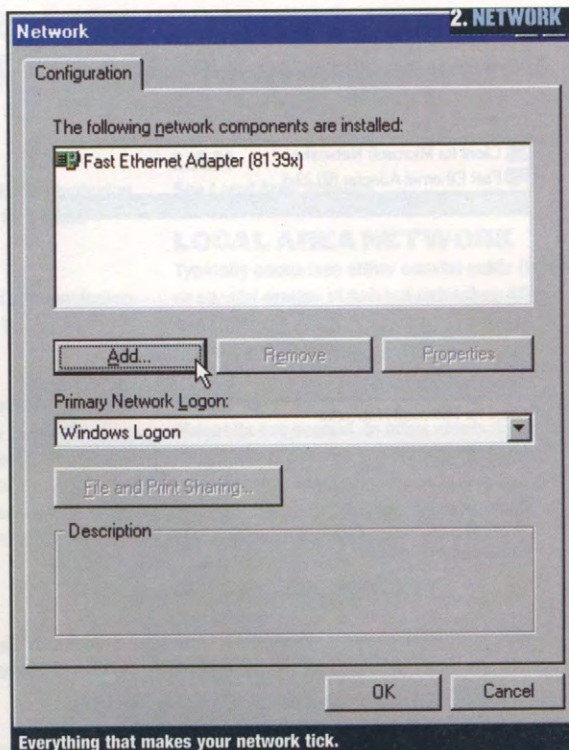 2. NETWORK
Network
Configuration
The following network components are installed:
Fast Ethernet Adapter (8139x)
LOCAL AREA NETWORK
Add...
Remove
Properties
Primary Network Logon:
Windows Logon
File and Print Sharing...
Description
OK
Cancel
Everything that makes your network tick.